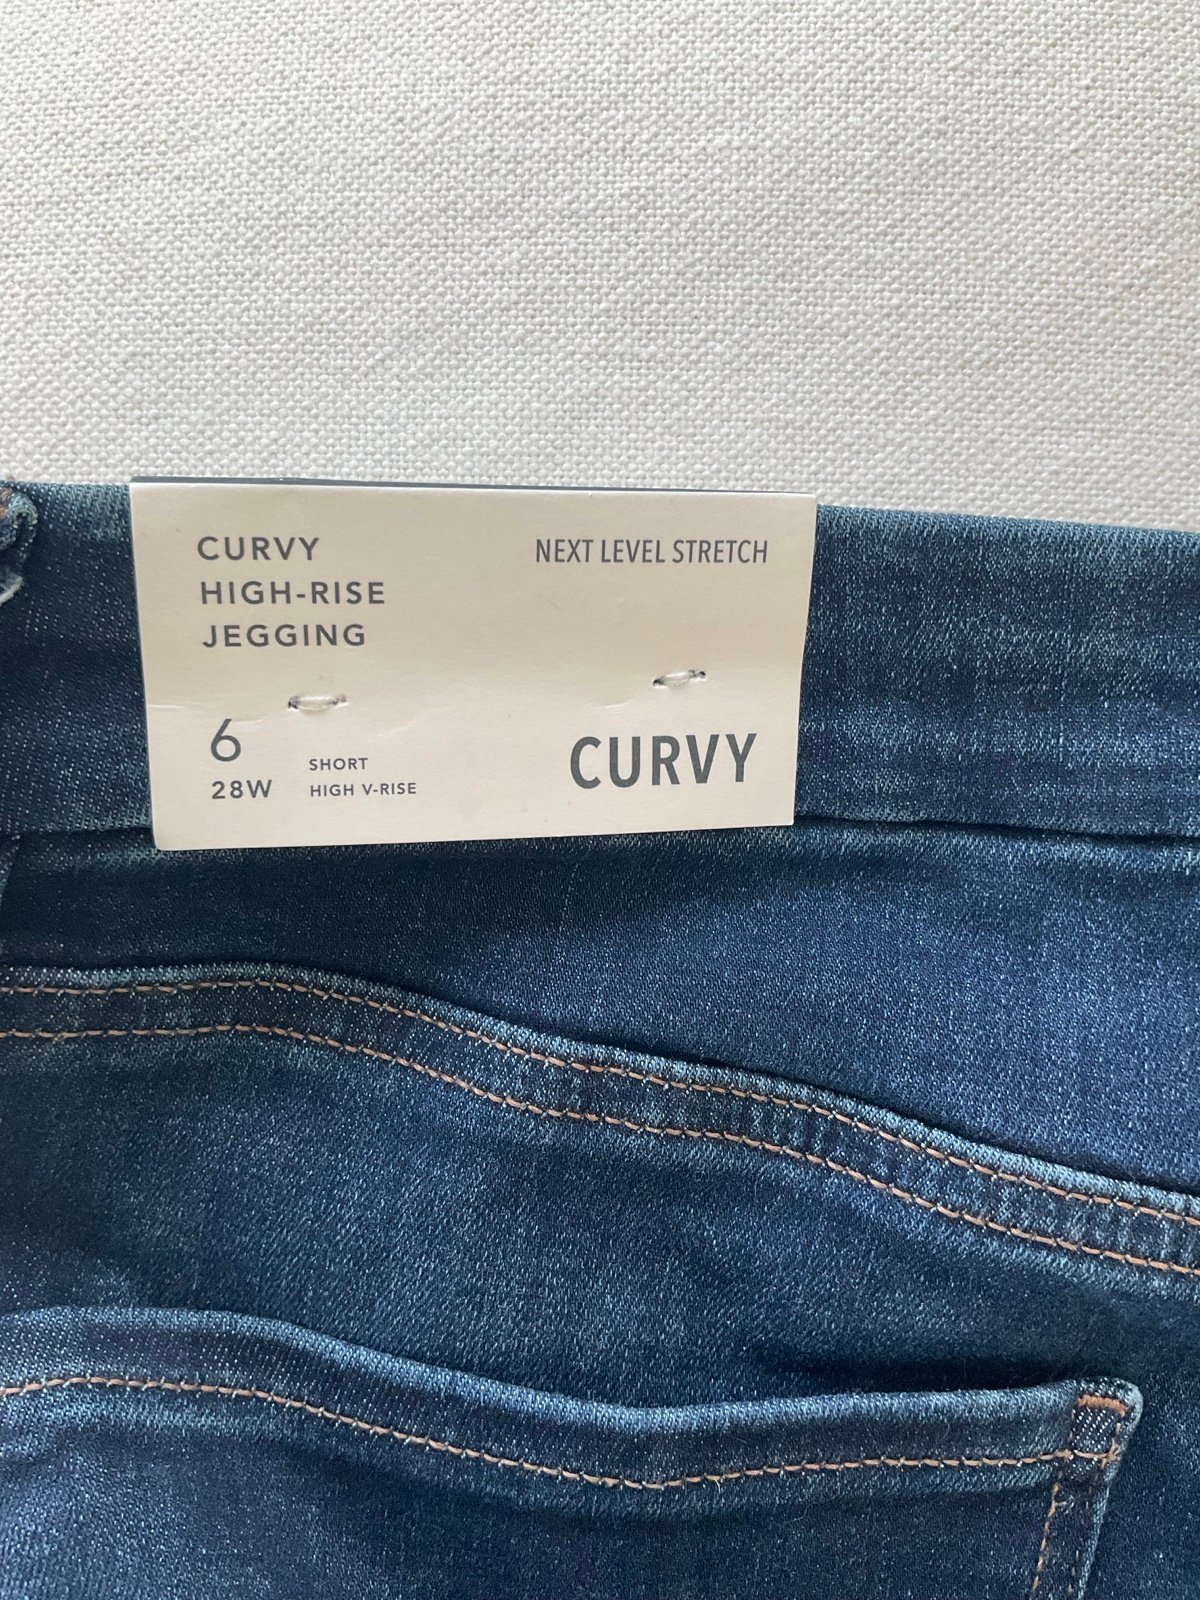 CURVY
HIGH-RISE
JEGGING
NEXT LEVEL STRETCH
6
28W
SHORT
HIGH V-RISE
CURVY